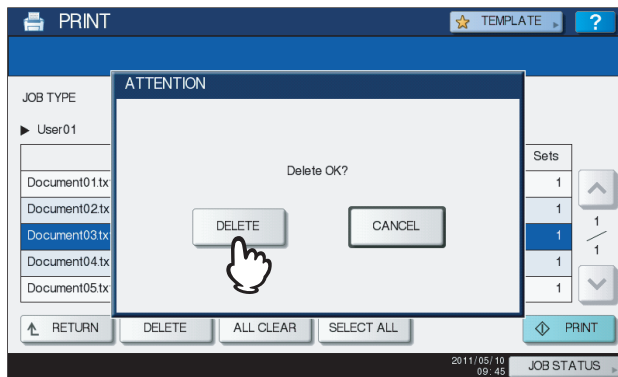 PRINT
TEMPLATE
?
ATTENTION
JOB TYPE
User01
Delete OK?
Sets
Document01.tx 1
Document02.tx 1
Document03.tx 1
Document04.tx 1
Document05.tx 1
1
1
DELETE CANCEL
RETURN DELETE ALL CLEAR SELECT ALL PRINT
2011/05/10
09:45
JOB STATUS